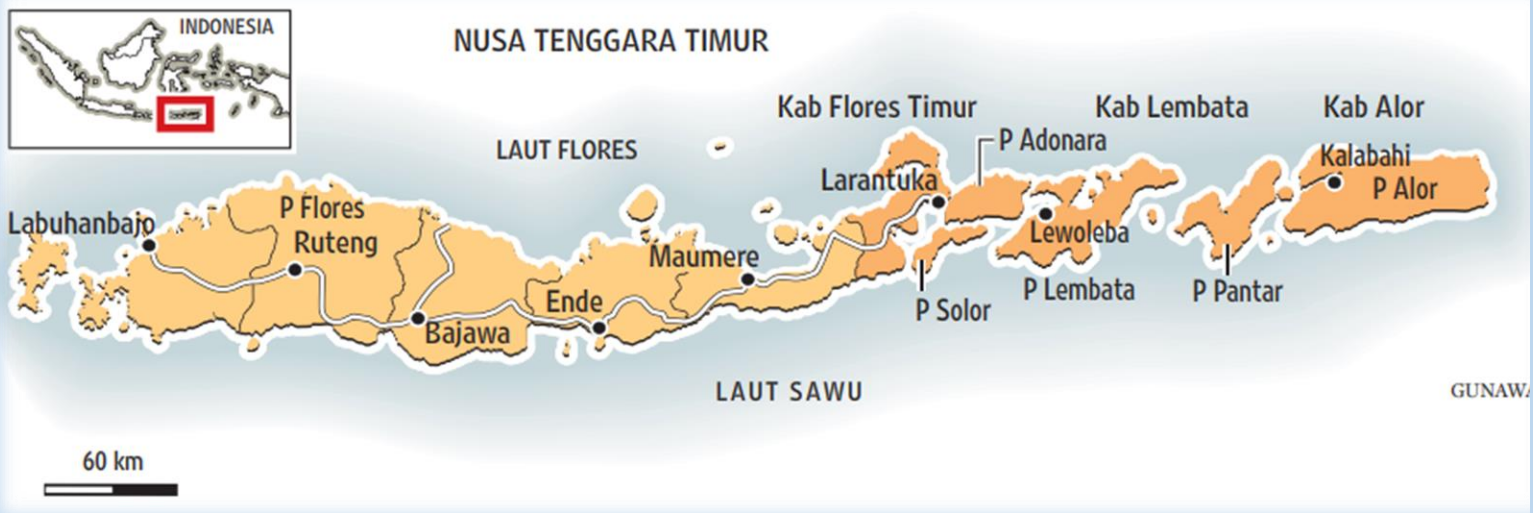 INDONESIA
NUSA TENGGARA TIMUR
Kab Flores Timur
Kab Lembata
Kab Alor
LAUT FLORES
P Adonara
Kalabahi
Larantuka
P Alor
Labuhanbajo
P Flores
Ruteng
Lewoleba
Maumere
P Lembata
P Pantar
Ende
P Solor
Bajawa
LAUT SAWU
GUNAWA
60 km